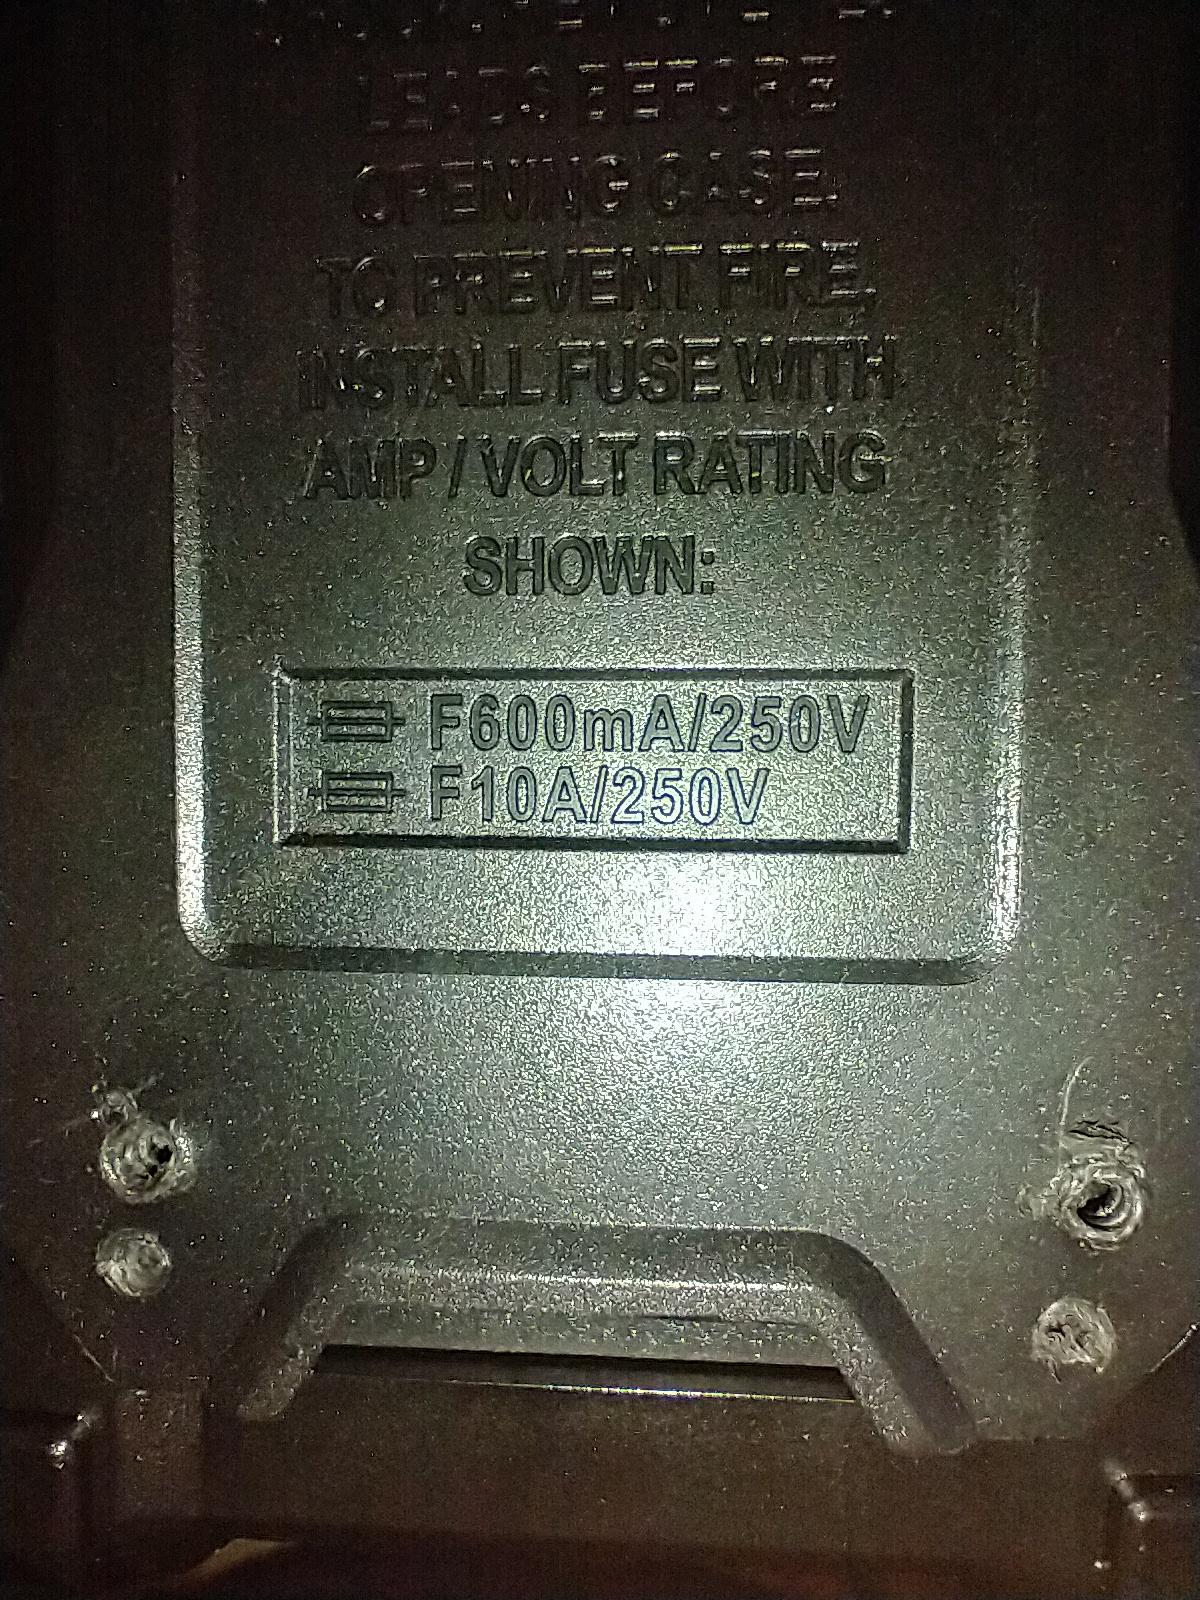 LEADS BEFORE
OPENING CASE.
TO PREVENT FIRE,
INSTALL FUSE WITH
AMP / VOLT RATING
SHOWN:
F600mA/250V
F10A/250V